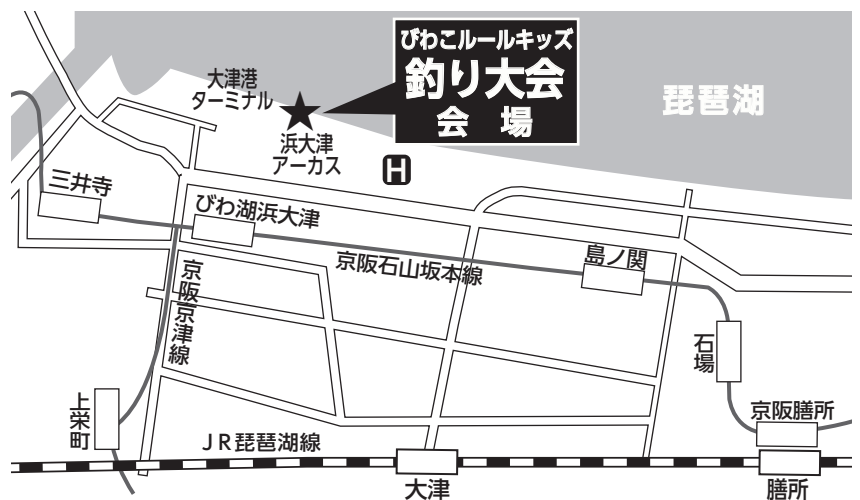 びわこルールキッズ
釣り大会
会 場
琵琶湖
大津港
ターミナル
浜大津
アーカス
H
三井寺
びわ湖浜大津
京阪石山坂本線
島ノ関
京阪京津線
石場
上栄町
京阪膳所
JR琵琶湖線
大津
膳所